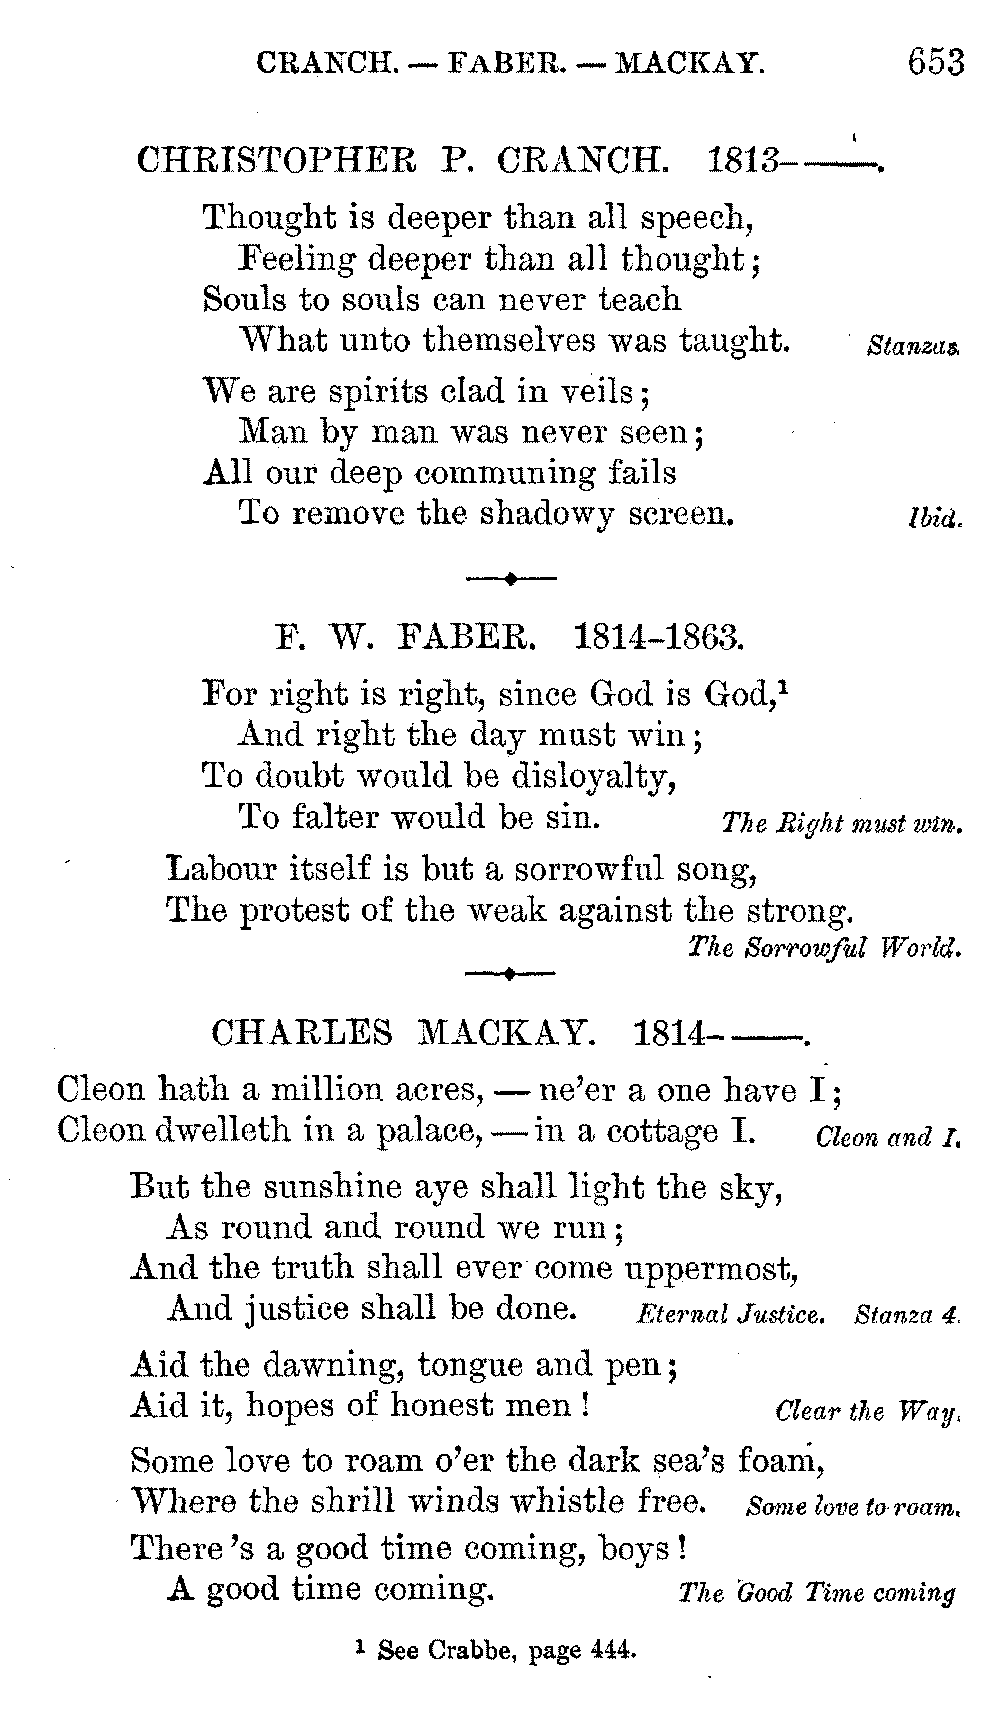 CRANCH. — FABER. — MACKAY. 653
CHRISTOPHER P. CRANCH. 1813-——.
Thought is deeper than all speech,
Feeling deeper than all thought;
Souls to souls can never teach
What unto themselves was taught. Stanzas.
We are spirits clad in veils;
Man by man was never seen;
All our deep communing fails
To remove the shadowy screen. Ibid.
F. W. FABER. 1814-1863.
For right is right, since God is God,¹
And right the day must win;
To doubt would be disloyalty,
To falter would be sin. The Right must win.
Labour itself is but a sorrowful song,
The protest of the weak against the strong.
The Sorrowful World.
CHARLES MACKAY. 1814-——.
Cleon hath a million acres, — ne'er a one have I;
Cleon dwelleth in a palace, — in a cottage I. Cleon and I.
But the sunshine aye shall light the sky,
As round and round we run;
And the truth shall ever come uppermost,
And justice shall be done. Eternal Justice. Stanza 4.
Aid the dawning, tongue and pen;
Aid it, hopes of honest men! Clear the Way.
Some love to roam o'er the dark sea's foam,
Where the shrill winds whistle free. Some love to roam.
There 's a good time coming, boys!
A good time coming. The Good Time coming
¹ See Crabbe, page 444.